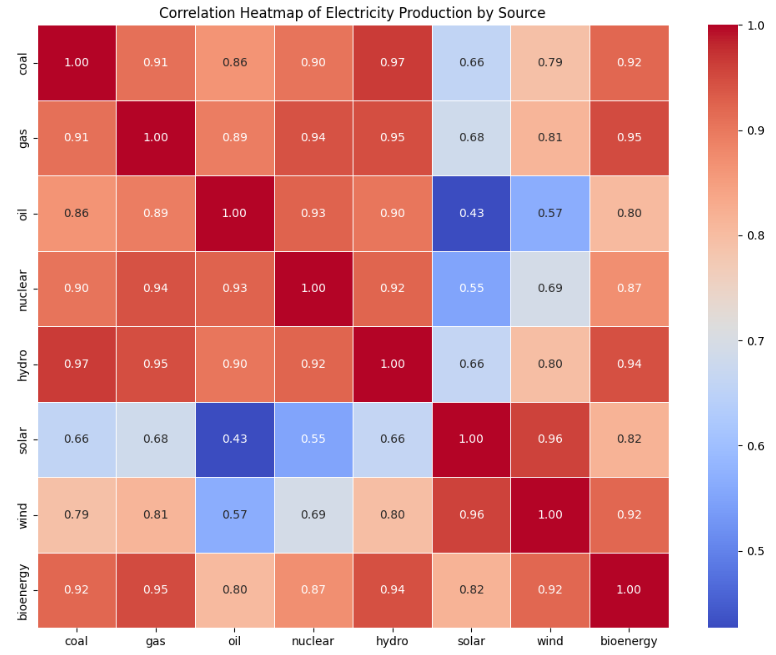 Correlation Heatmap of Electricity Production by Source
coal 1.00 0.91 0.86 0.90 0.97 0.66 0.79 0.92
gas 0.91 1.00 0.89 0.94 0.95 0.68 0.81 0.95
oil 0.86 0.89 1.00 0.93 0.90 0.43 0.57 0.80
nuclear 0.90 0.94 0.93 1.00 0.92 0.55 0.69 0.87
hydro 0.97 0.95 0.90 0.92 1.00 0.66 0.80 0.94
solar 0.66 0.68 0.43 0.55 0.66 1.00 0.96 0.82
wind 0.79 0.81 0.57 0.69 0.80 0.96 1.00 0.92
bioenergy 0.92 0.95 0.80 0.87 0.94 0.82 0.92 1.00
coal gas oil nuclear hydro solar wind bioenergy
1.0
0.9
0.8
0.7
0.6
0.5